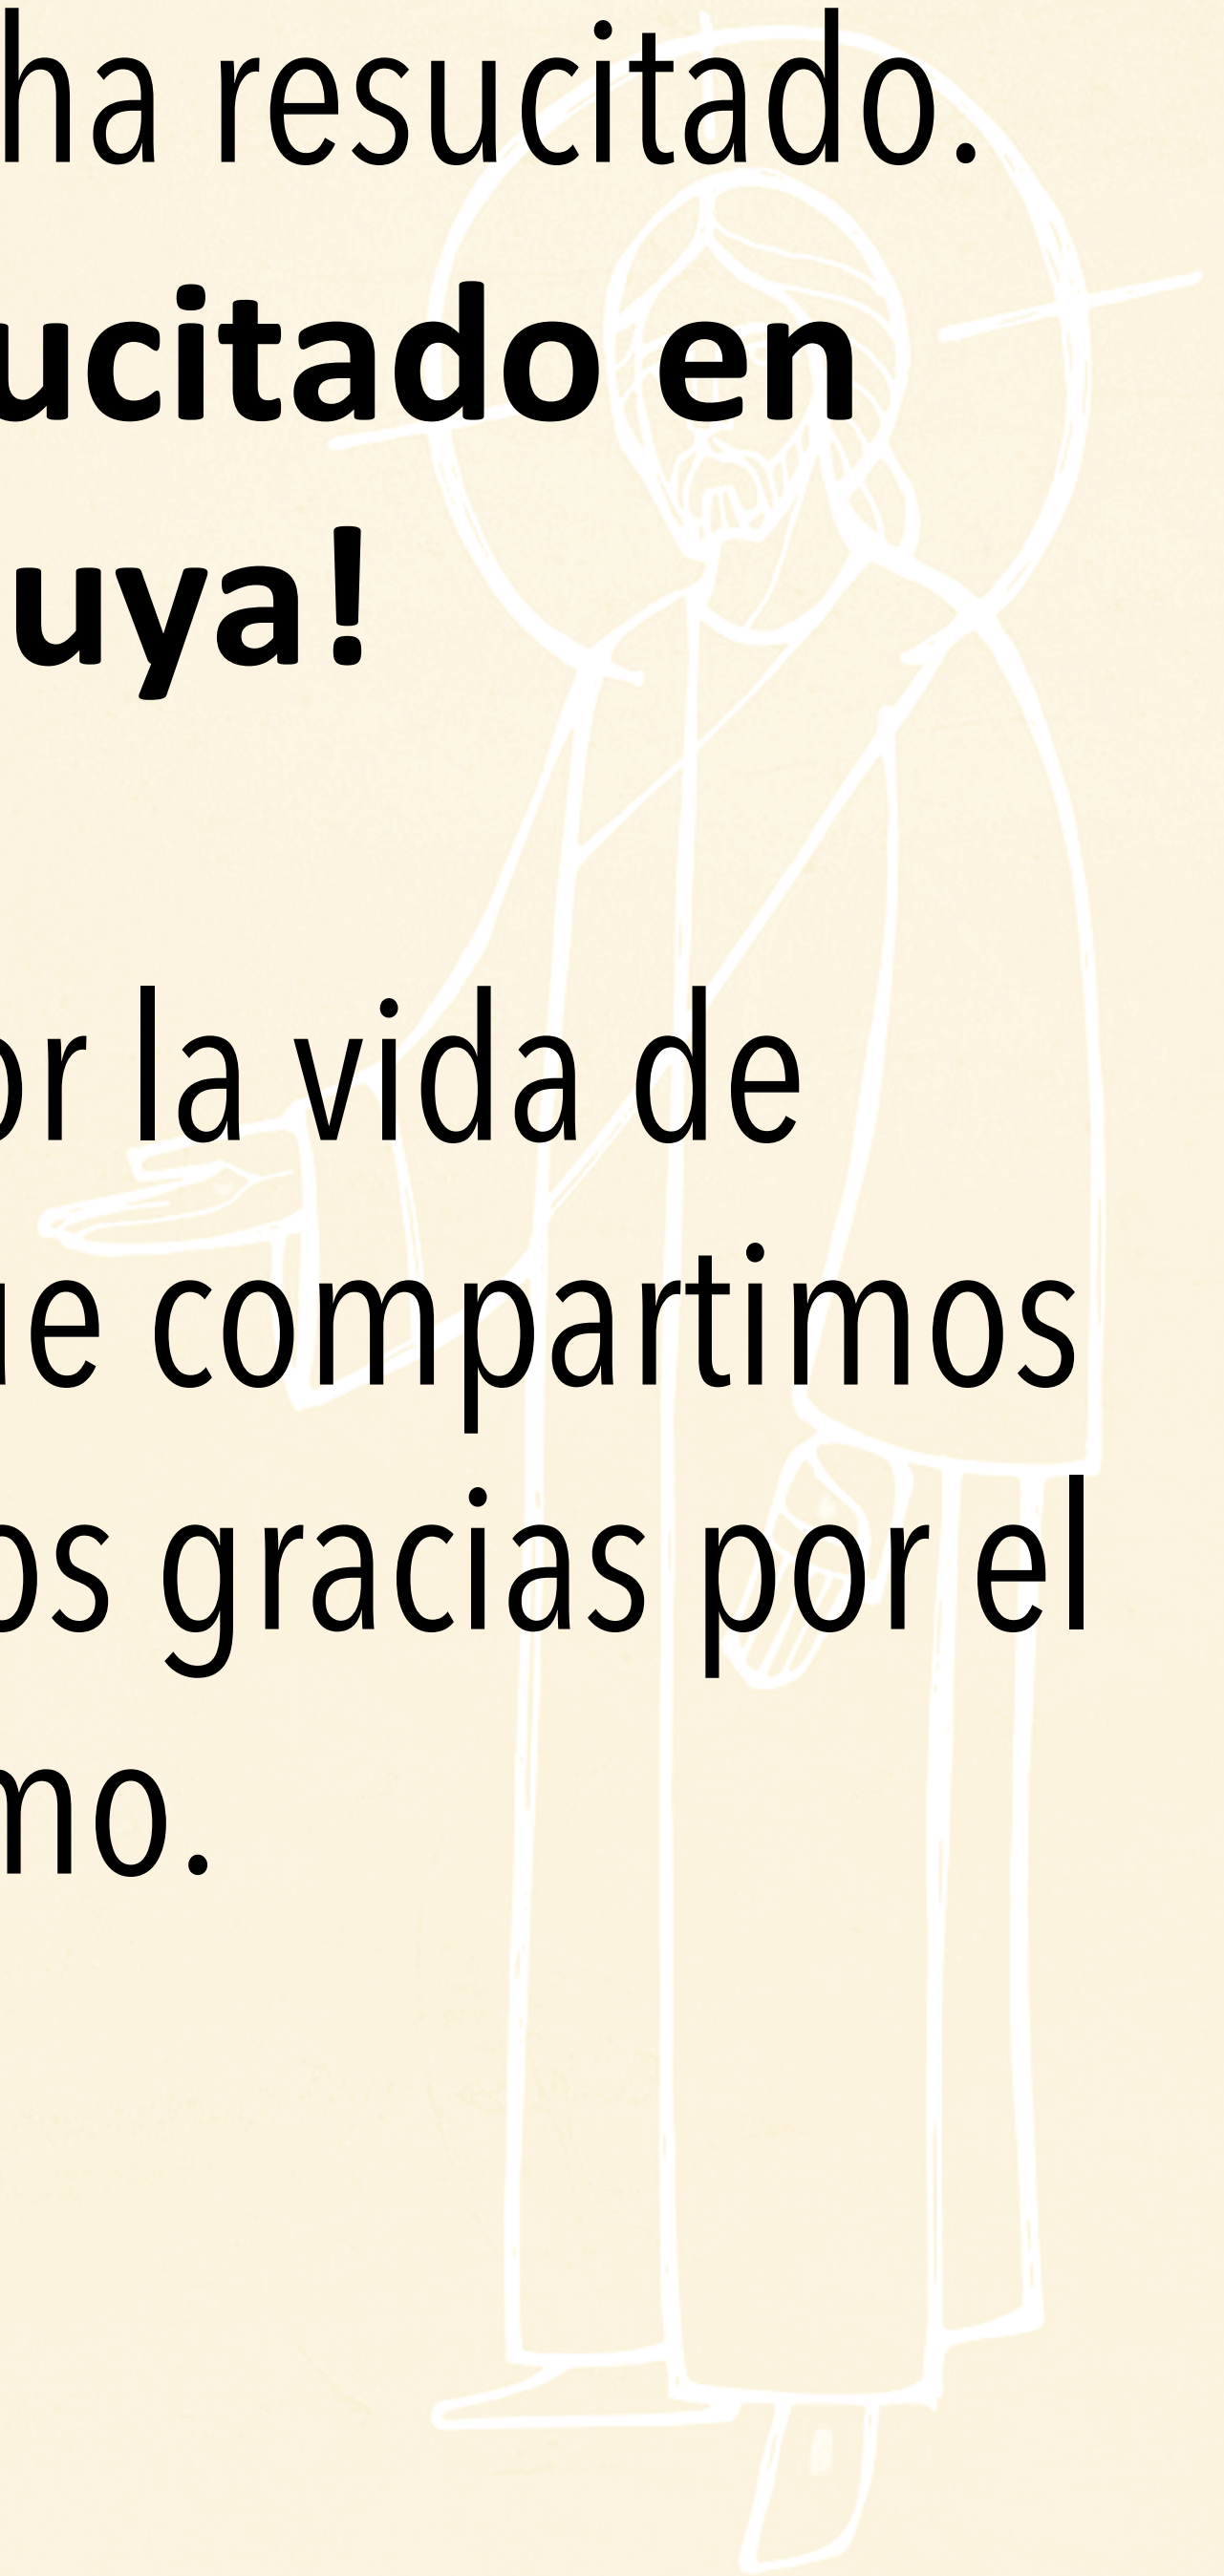 ha resucitado.
ucitado en
uya!
or la vida de
ue compartimos
os gracias por el
mo.